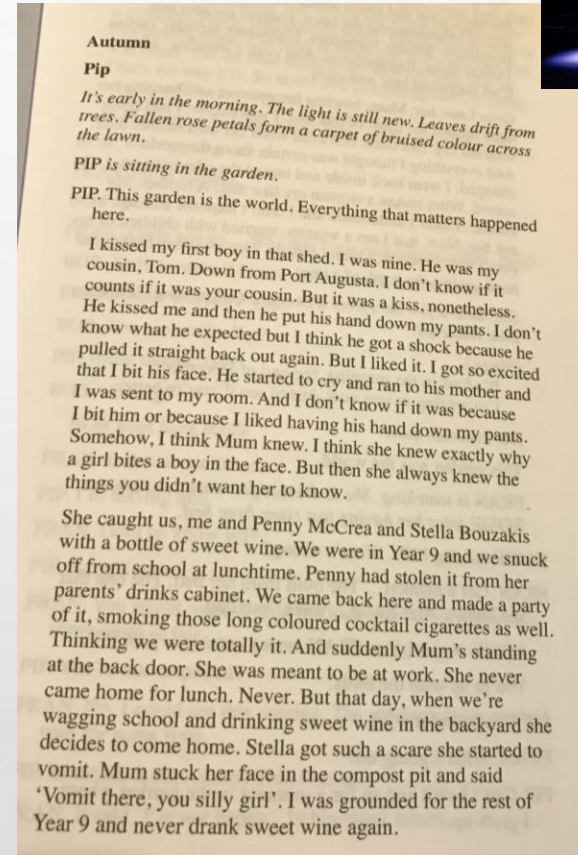 Autumn
Pip
It's early in the morning. The light is still new. Leaves drift from
trees. Fallen rose petals form a carpet of bruised colour across
the lawn.
PIP is sitting in the garden.
PIP. This garden is the world. Everything that matters happened
here.
I kissed my first boy in that shed. I was nine. He was my
cousin, Tom. Down from Port Augusta. I don't know if it
counts if it was your cousin. But it was a kiss, nonetheless.
He kissed me and then he put his hand down my pants. I don't
know what he expected but I think he got a shock because he
pulled it straight back out again. But I liked it. I got so excited
that I bit his face. He started to cry and ran to his mother and
I was sent to my room. And I don't know if it was because
I bit him or because I liked having his hand down my pants.
Somehow, I think Mum knew. I think she knew exactly why
a girl bites a boy in the face. But then she always knew the
things you didn't want her to know.
She caught us, me and Penny McCrea and Stella Bouzakis
with a bottle of sweet wine. We were in Year 9 and we snuck
off from school at lunchtime. Penny had stolen it from her
parents' drinks cabinet. We came back here and made a party
of it, smoking those long coloured cocktail cigarettes as well.
Thinking we were totally it. And suddenly Mum's standing
at the back door. She was meant to be at work. She never
came home for lunch. Never. But that day, when we're
wagging school and drinking sweet wine in the backyard she
decides to come home. Stella got such a scare she started to
vomit. Mum stuck her face in the compost pit and said
'Vomit there, you silly girl'. I was grounded for the rest of
Year 9 and never drank sweet wine again.